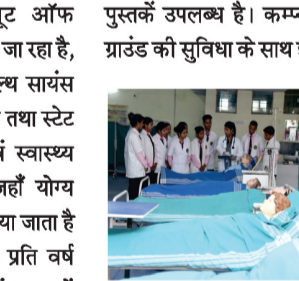 ूट ऑफ
जा रहा है,
ल्थ सायंस
तथा स्टेट
वं स्वास्थ्य
जहाँ योग्य
या जाता है
प्रति वर्ष
पुस्तकें उपलब्ध है। कम्प
ग्राउंड की सुविधा के साथ